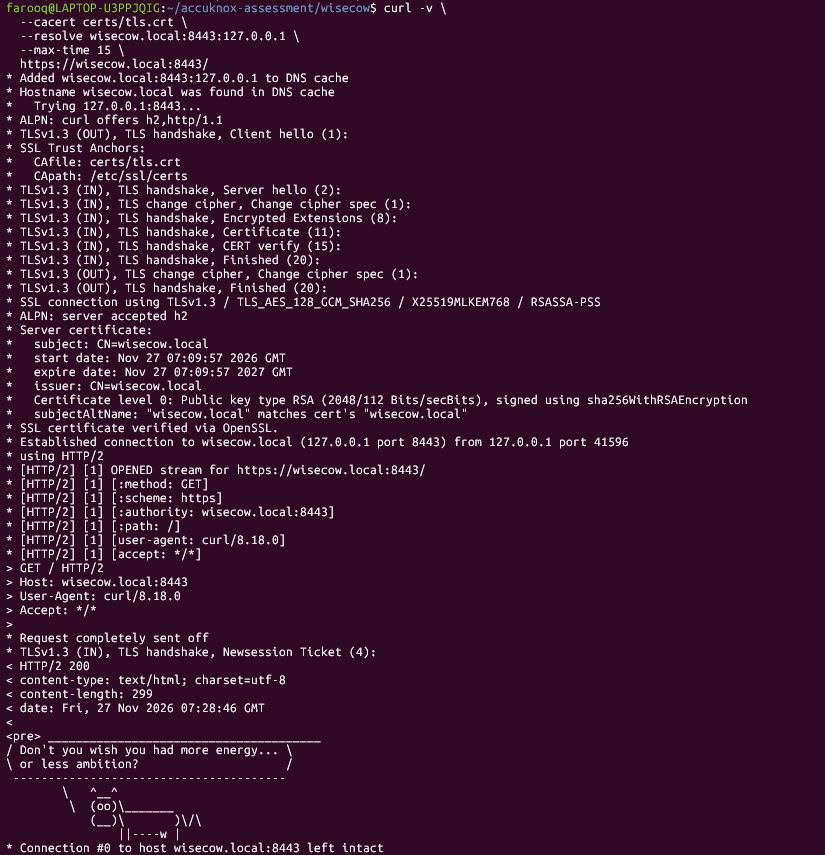 farooq@LAPTOP-U3PPJQIG:~/accuknox-assessment/wisecow$ curl -v \
  --cacert certs/tls.crt \
  --resolve wisecow.local:8443:127.0.0.1 \
  --max-time 15 \
  https://wisecow.local:8443/
* Added wisecow.local:8443:127.0.0.1 to DNS cache
* Hostname wisecow.local was found in DNS cache
*   Trying 127.0.0.1:8443...
* ALPN: curl offers h2,http/1.1
* TLSv1.3 (OUT), TLS handshake, Client hello (1):
* SSL Trust Anchors:
*   CAfile: certs/tls.crt
*   CApath: /etc/ssl/certs
* TLSv1.3 (IN), TLS handshake, Server hello (2):
* TLSv1.3 (IN), TLS change cipher, Change cipher spec (1):
* TLSv1.3 (IN), TLS handshake, Encrypted Extensions (8):
* TLSv1.3 (IN), TLS handshake, Certificate (11):
* TLSv1.3 (IN), TLS handshake, CERT verify (15):
* TLSv1.3 (IN), TLS handshake, Finished (20):
* TLSv1.3 (OUT), TLS change cipher, Change cipher spec (1):
* TLSv1.3 (OUT), TLS handshake, Finished (20):
* SSL connection using TLSv1.3 / TLS_AES_128_GCM_SHA256 / X25519MLKEM768 / RSASSA-PSS
* ALPN: server accepted h2
* Server certificate:
*   subject: CN=wisecow.local
*   start date: Nov 27 07:09:57 2026 GMT
*   expire date: Nov 27 07:09:57 2027 GMT
*   issuer: CN=wisecow.local
*   Certificate level 0: Public key type RSA (2048/112 Bits/secBits), signed using sha256WithRSAEncryption
*   subjectAltName: "wisecow.local" matches cert's "wisecow.local"
* SSL certificate verified via OpenSSL.
* Established connection to wisecow.local (127.0.0.1 port 8443) from 127.0.0.1 port 41596
* using HTTP/2
* [HTTP/2] [1] OPENED stream for https://wisecow.local:8443/
* [HTTP/2] [1] [:method: GET]
* [HTTP/2] [1] [:scheme: https]
* [HTTP/2] [1] [:authority: wisecow.local:8443]
* [HTTP/2] [1] [:path: /]
* [HTTP/2] [1] [user-agent: curl/8.18.0]
* [HTTP/2] [1] [accept: */*]
> GET / HTTP/2
> Host: wisecow.local:8443
> User-Agent: curl/8.18.0
> Accept: */*
>
* Request completely sent off
* TLSv1.3 (IN), TLS handshake, Newsession Ticket (4):
< HTTP/2 200
< content-type: text/html; charset=utf-8
< content-length: 299
< date: Fri, 27 Nov 2026 07:28:46 GMT
<
<pre> _______________________________________
/ Don't you wish you had more energy... \
\ or less ambition?                     /
 ---------------------------------------
        \   ^__^
         \  (oo)\_______
            (__)\       )\/\
                ||----w |
* Connection #0 to host wisecow.local:8443 left intact